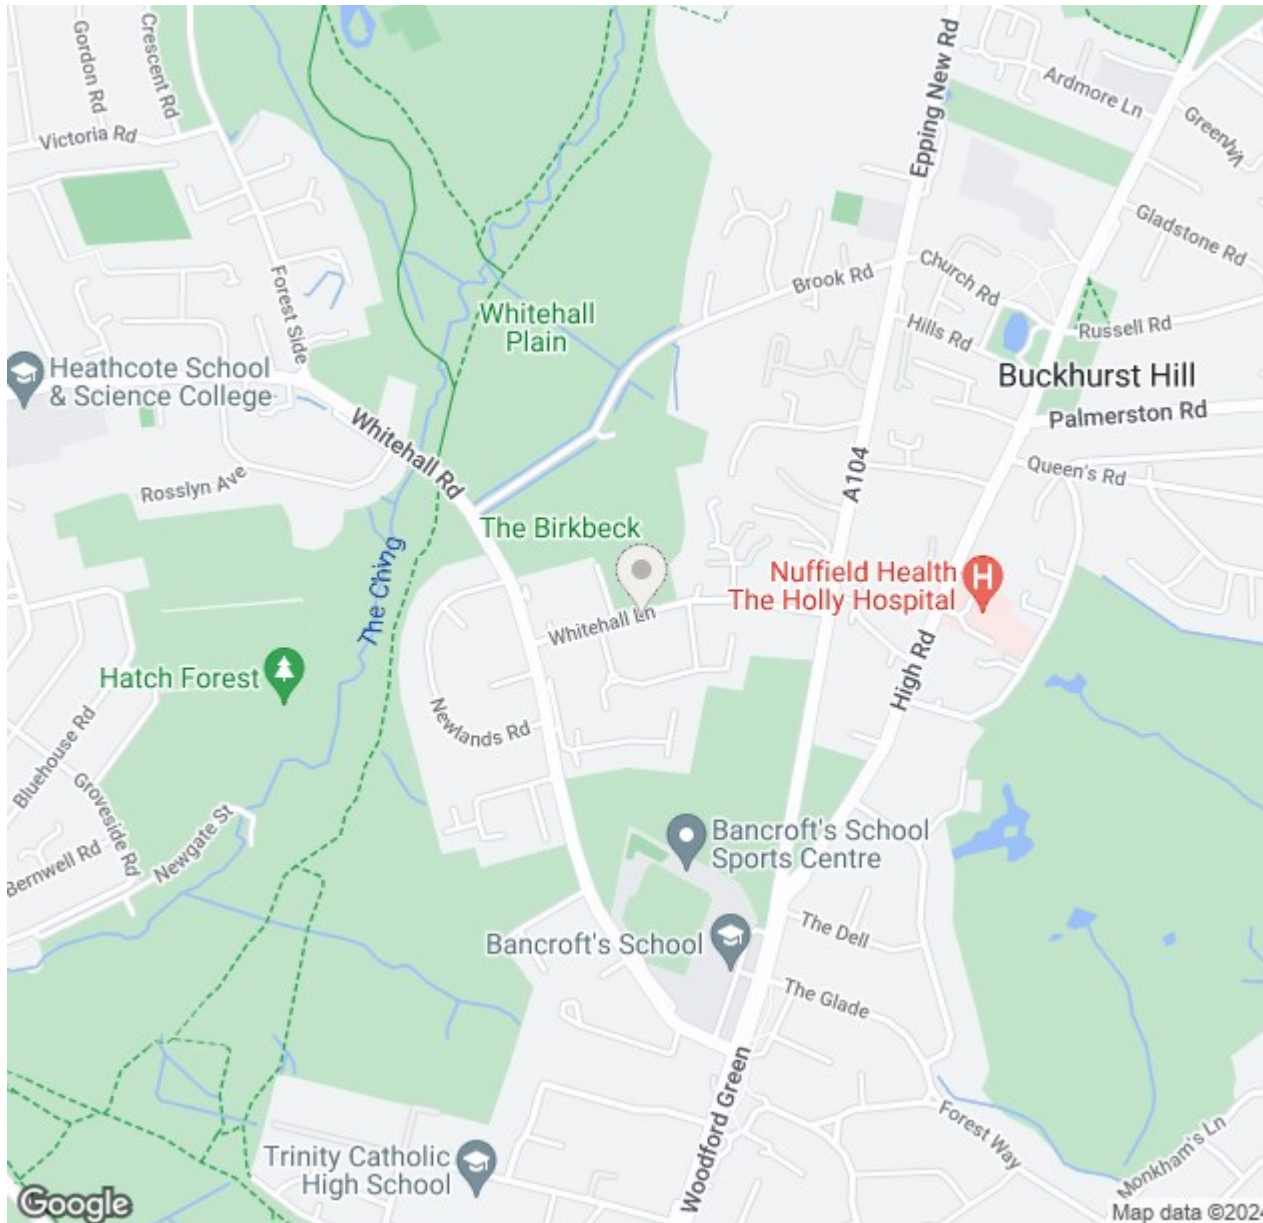 Gordon Rd
Crescent Rd
Victoria Rd
Epping New Rd
Ardmore Ln
Gladstone Rd
Forest Side
Whitehall
Plain
Brook Rd
Church Rd
Hills Rd
Russell Rd
Heathcote School
& Science College
Buckhurst Hill
Whitehall Rd
Palmerston Rd
A104
Queen's Rd
Rosslyn Ave
The Birkbeck
The Ching
Nuffield Health
The Holly Hospital
H
Whitehall Ln
Hatch Forest
High Rd
Newlands Rd
Bluehouse Rd
Groveside Rd
Newgate St
Bernwell Rd
Bancroft's School
Sports Centre
Bancroft's School
The Dell
The Glade
Woodford Green
Forest Way
Monkham's Ln
Trinity Catholic
High School
Google
Map data ©2024